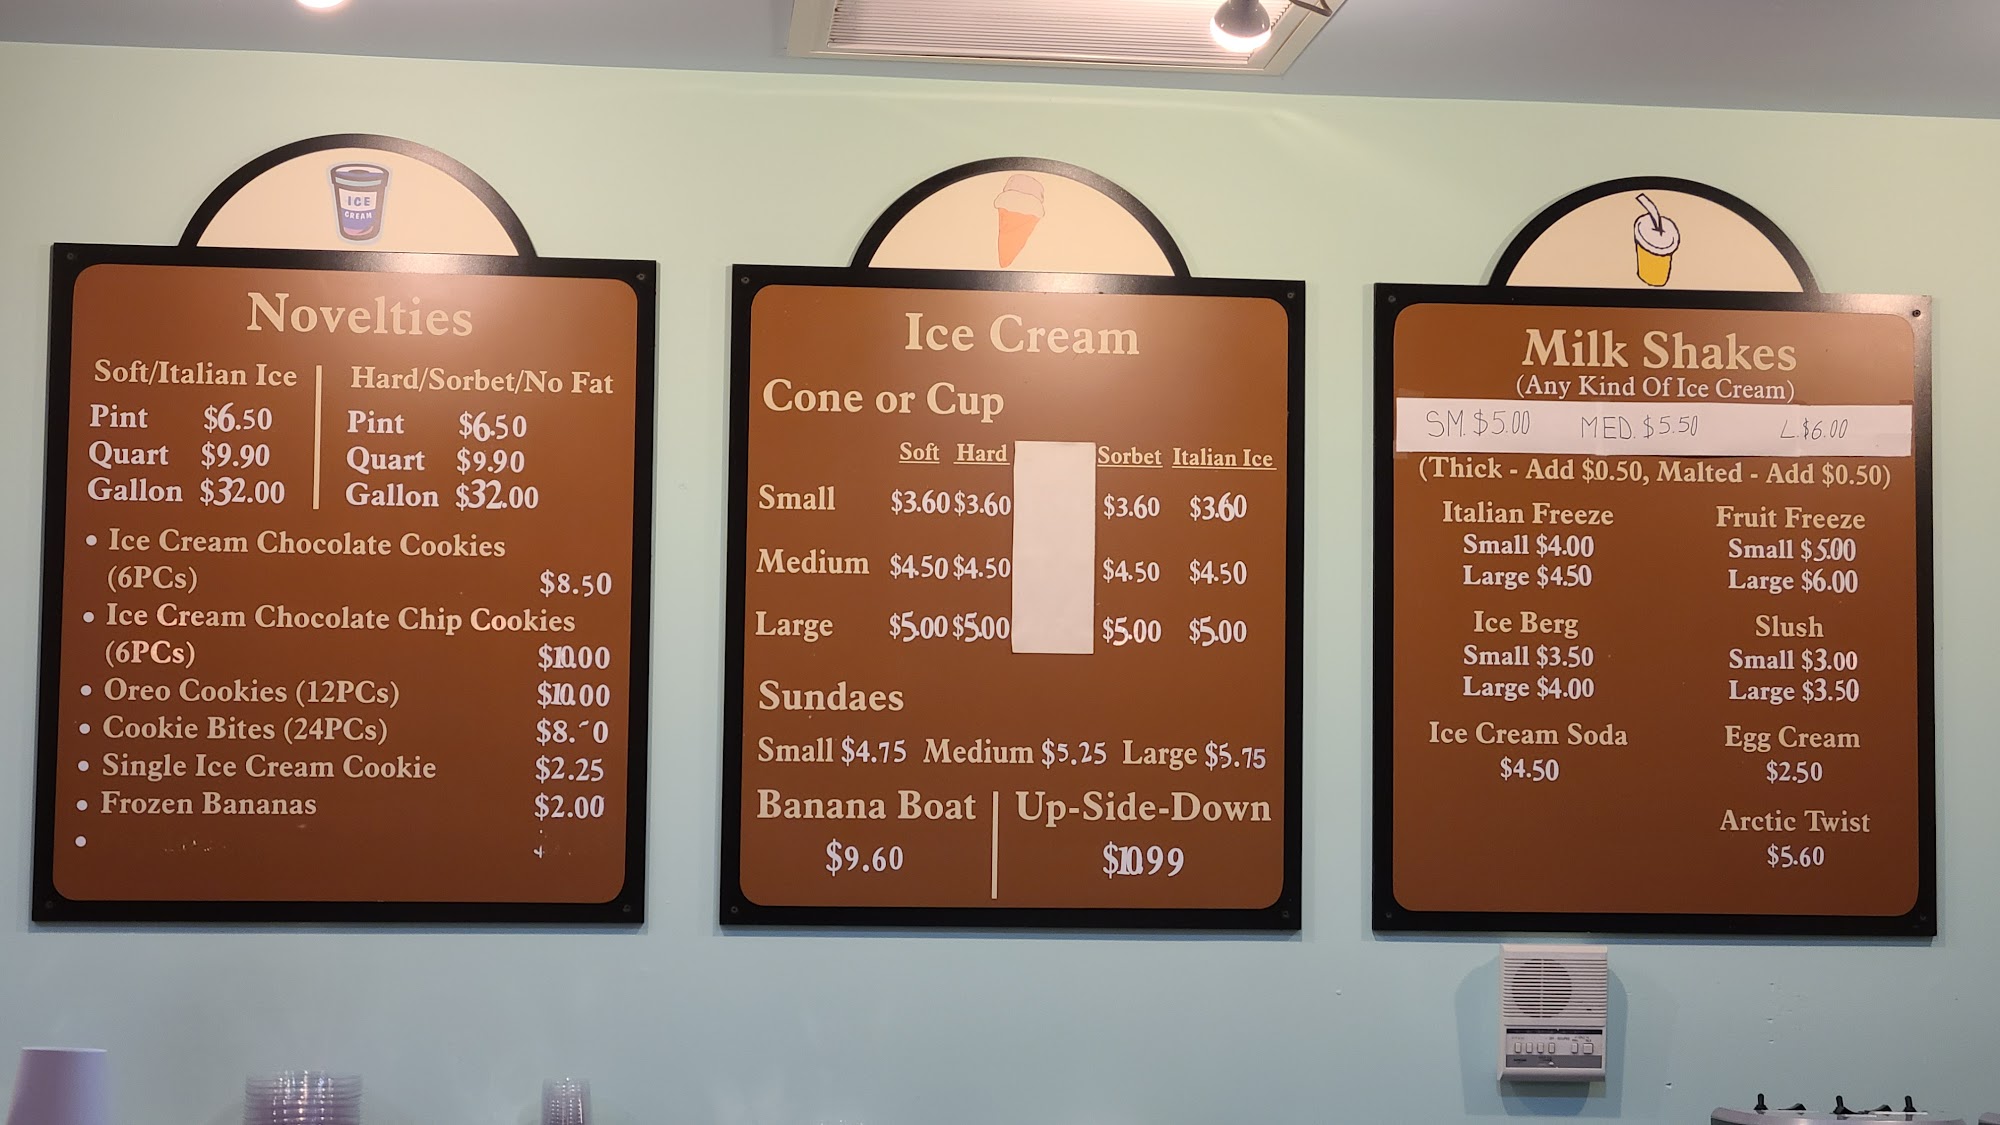 ICE
CREAM
Novelties
Soft/Italian Ice
Pint $6.50
Quart $9.90
Gallon $32.00
Hard/Sorbet/No Fat
Pint $6.50
Quart $9.90
Gallon $32.00
• Ice Cream Chocolate Cookies
(6PCs) $8.50
• Ice Cream Chocolate Chip Cookies
(6PCs) $10.00
• Oreo Cookies (12PCs) $10.00
• Cookie Bites (24PCs)
• Single Ice Cream Cookie $2.25
• Frozen Bananas $2.00
•
Ice Cream
Cone or Cup
Soft Hard Sorbet Italian Ice
Small $3.60 $3.60 $3.60 $3.60
Medium $4.50 $4.50 $4.50 $4.50
Large $5.00 $5.00 $5.00 $5.00
Sundaes
Small $4.75 Medium $5.25 Large $5.75
Banana Boat
$9.60
Up-Side-Down
$10.99
Milk Shakes
(Any Kind Of Ice Cream)
SM. $5.00 MED. $5.50 L. $6.00
(Thick - Add $0.50, Malted - Add $0.50)
Italian Freeze
Small $4.00
Large $4.50
Ice Berg
Small $3.50
Large $4.00
Ice Cream Soda
$4.50
Fruit Freeze
Small $5.00
Large $6.00
Slush
Small $3.00
Large $3.50
Egg Cream
$2.50
Arctic Twist
$5.60